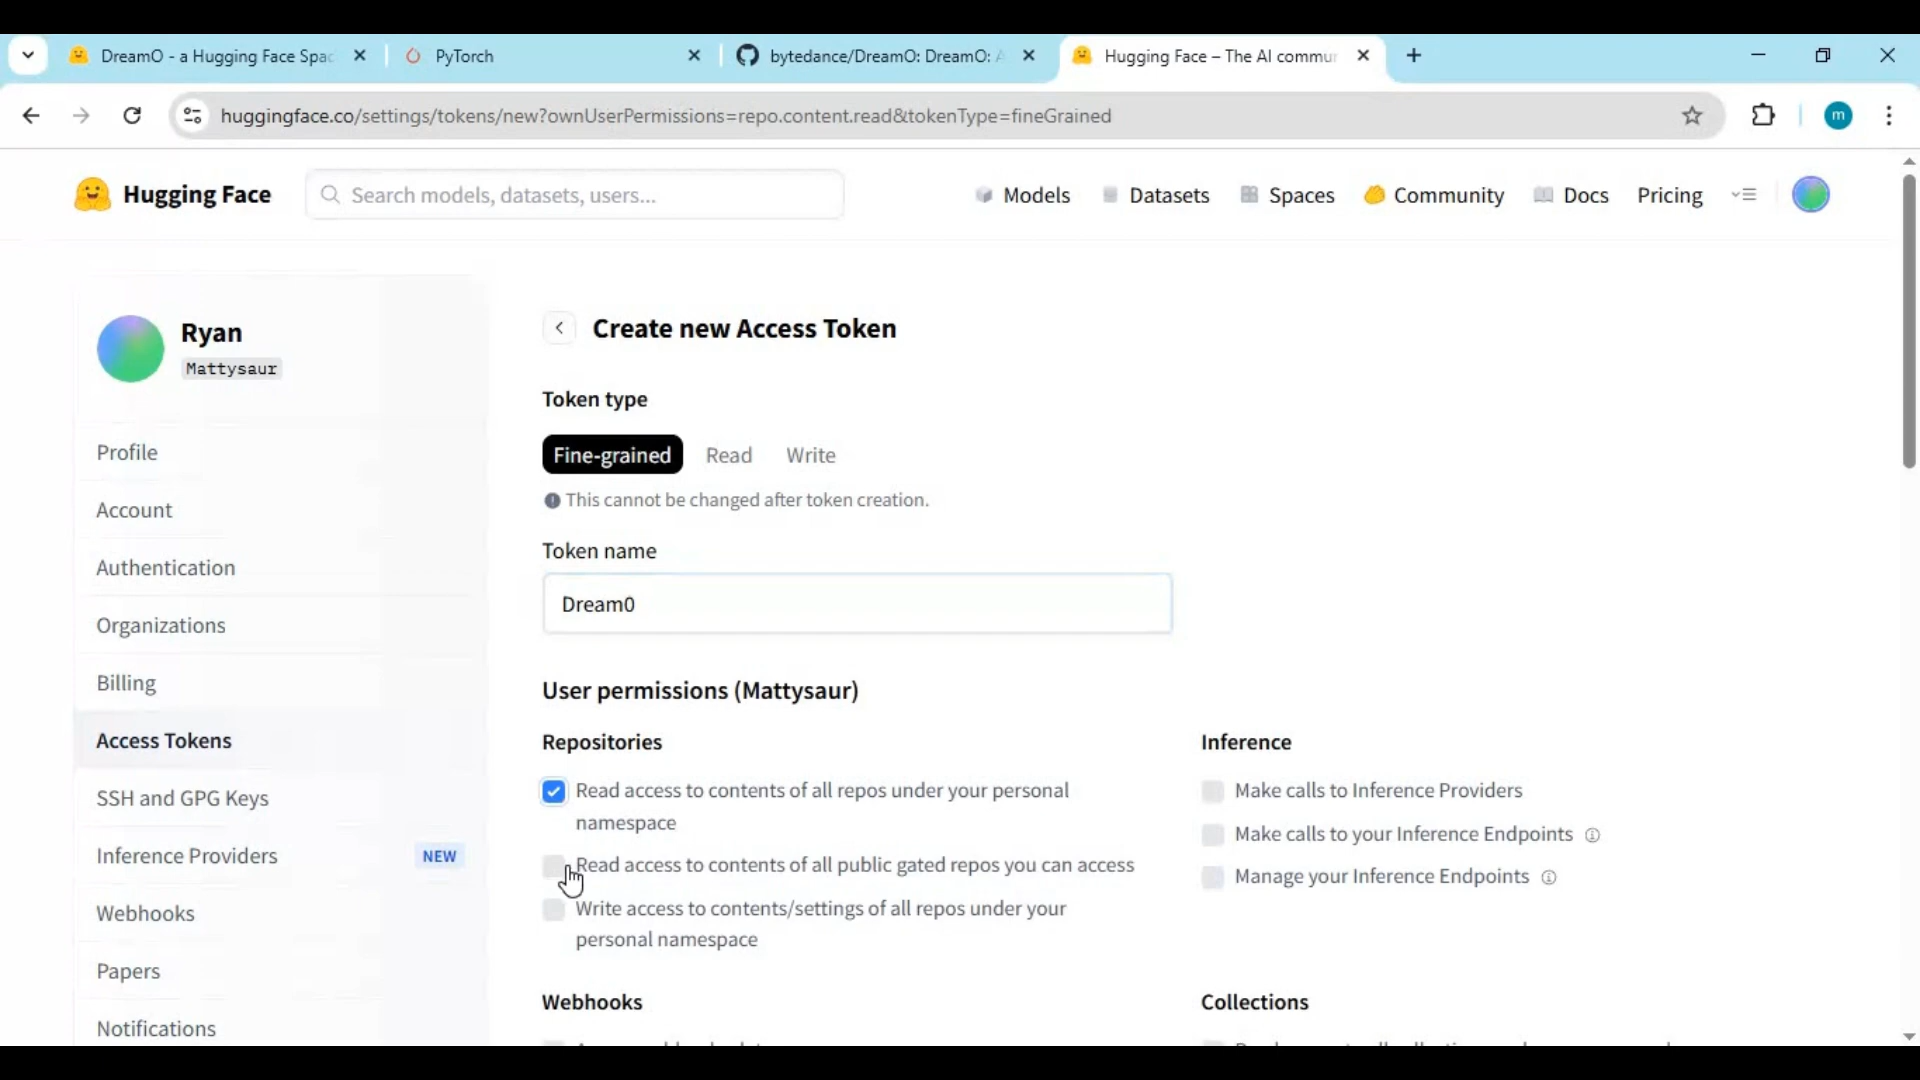 DreamO - a Hugging Face Spac
PyTorch
bytedance/DreamO: DreamO: A
Hugging Face – The AI commur
huggingface.co/settings/tokens/new?ownUserPermissions=repo.content.read&tokenType=fineGrained
m
Hugging Face
Search models, datasets, users...
Models
Datasets
Spaces
Community
Docs
Pricing
Ryan
Mattysaur
Profile
Account
Authentication
Organizations
Billing
Access Tokens
SSH and GPG Keys
Inference Providers NEW
Webhooks
Papers
Notifications
Create new Access Token
Token type
Fine-grained Read Write
This cannot be changed after token creation.
Token name
Dream0
User permissions (Mattysaur)
Repositories
Read access to contents of all repos under your personal
namespace
Read access to contents of all public gated repos you can access
Write access to contents/settings of all repos under your
personal namespace
Webhooks
Inference
Make calls to Inference Providers
Make calls to your Inference Endpoints
Manage your Inference Endpoints
Collections